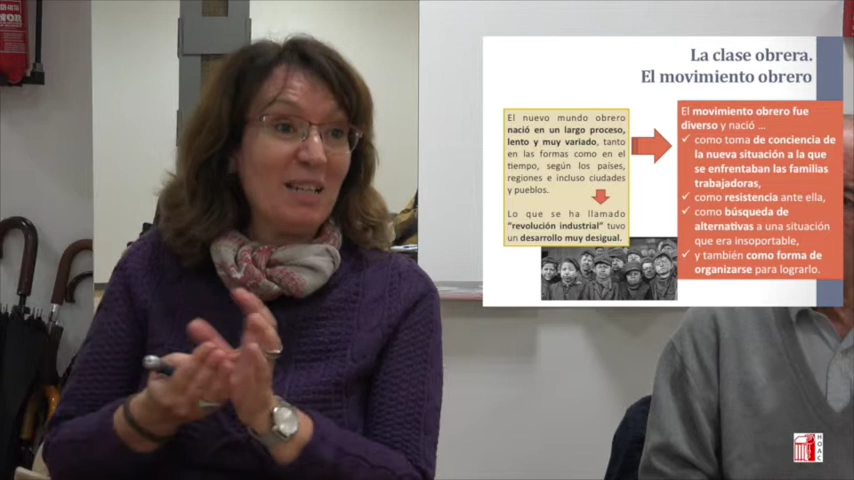 La clase obrera.
El movimiento obrero
El nuevo mundo obrero
nació en un largo proceso,
lento y muy variado, tanto
en las formas como en el
tiempo, según los países,
regiones e incluso ciudades
y pueblos.
Lo que se ha llamado
"revolución industrial" tuvo
un desarrollo muy desigual.
El movimiento obrero fue
diverso y nació ...
✓ como toma de conciencia de
la nueva situación a la que
se enfrentaban las familias
trabajadoras,
✓ como resistencia ante ella,
✓ como búsqueda de
alternativas a una situación
que era insoportable,
✓ y también como forma de
organizarse para lograrlo.
HOAC